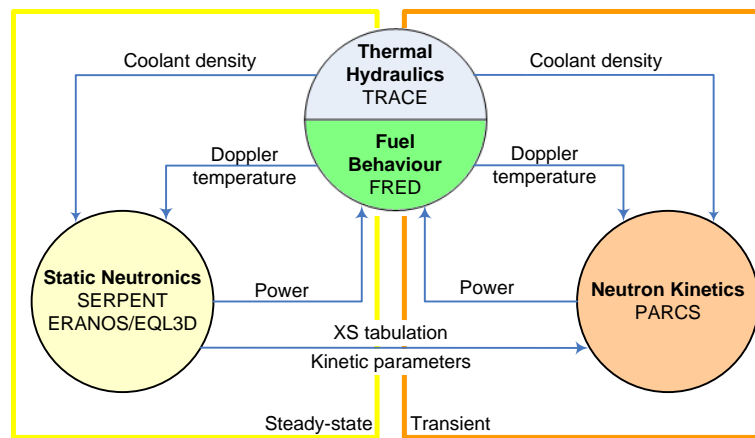 Thermal
Hydraulics
TRACE
Coolant density
Coolant density
Fuel
Behaviour
FRED
Doppler
temperature
Doppler
temperature
Static Neutronics
SERPENT
ERANOS/EQL3D
Power
Power
Neutron Kinetics
PARCS
XS tabulation
Kinetic parameters
Steady-state
Transient